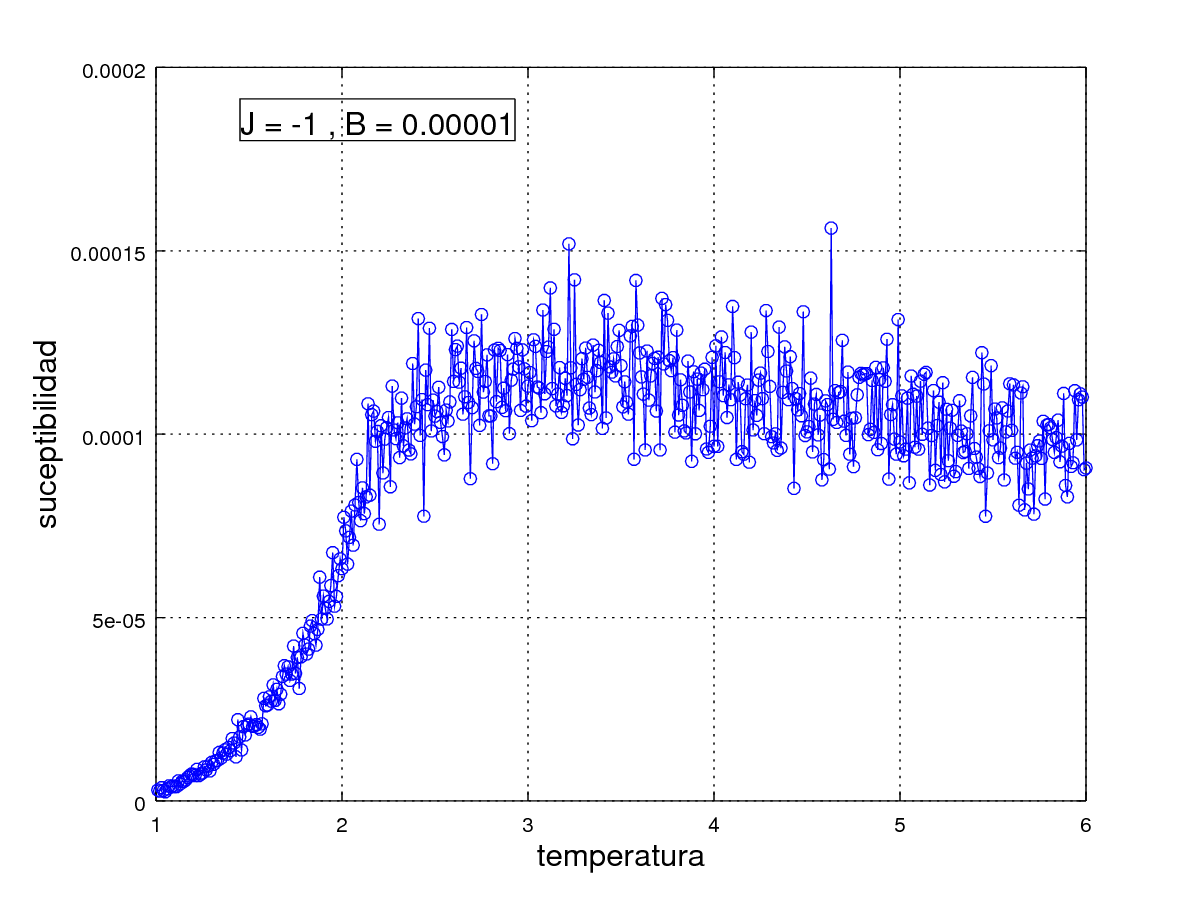 0.0002
J = -1 , B = 0.00001
0.00015
0.0001
5e-05
0
1 2 3 4 5 6
temperatura
suceptibilidad